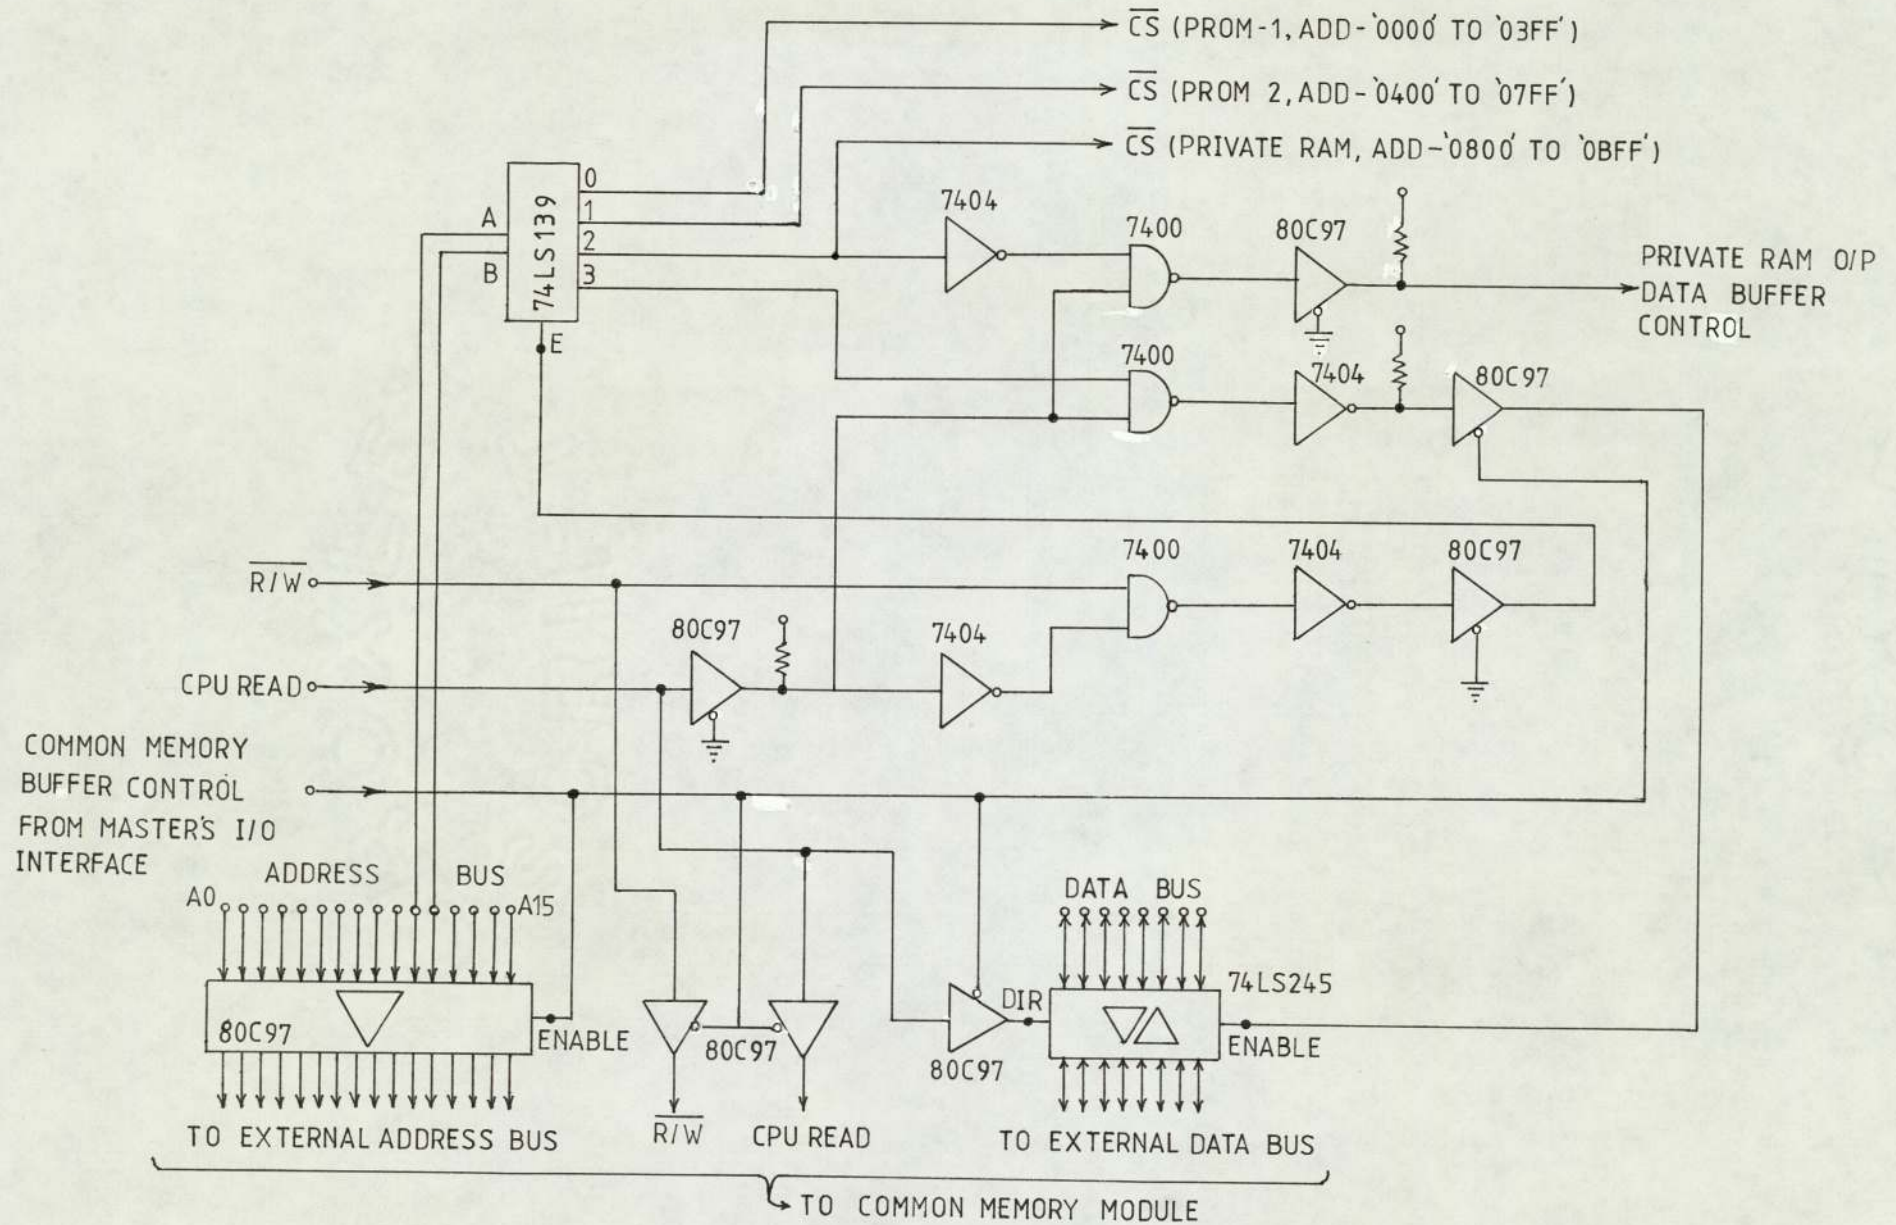 C̅S̅ (PROM-1, ADD-'0000' TO '03FF')
C̅S̅ (PROM 2, ADD-'0400' TO '07FF')
C̅S̅ (PRIVATE RAM, ADD-'0800' TO '0BFF')
74LS139
A
B
0
1
2
3
E
7404
7400
80C97
PRIVATE RAM O/P
DATA BUFFER
CONTROL
7400
7404
80C97
R̅/̅W̅
7400
7404
80C97
CPU READ
80C97
7404
COMMON MEMORY
BUFFER CONTROL
FROM MASTER'S I/O
INTERFACE
ADDRESS BUS
A0
A15
80C97
ENABLE
80C97
DATA BUS
DIR
80C97
74LS245
ENABLE
TO EXTERNAL ADDRESS BUS
R̅/̅W̅
CPU READ
TO EXTERNAL DATA BUS
TO COMMON MEMORY MODULE